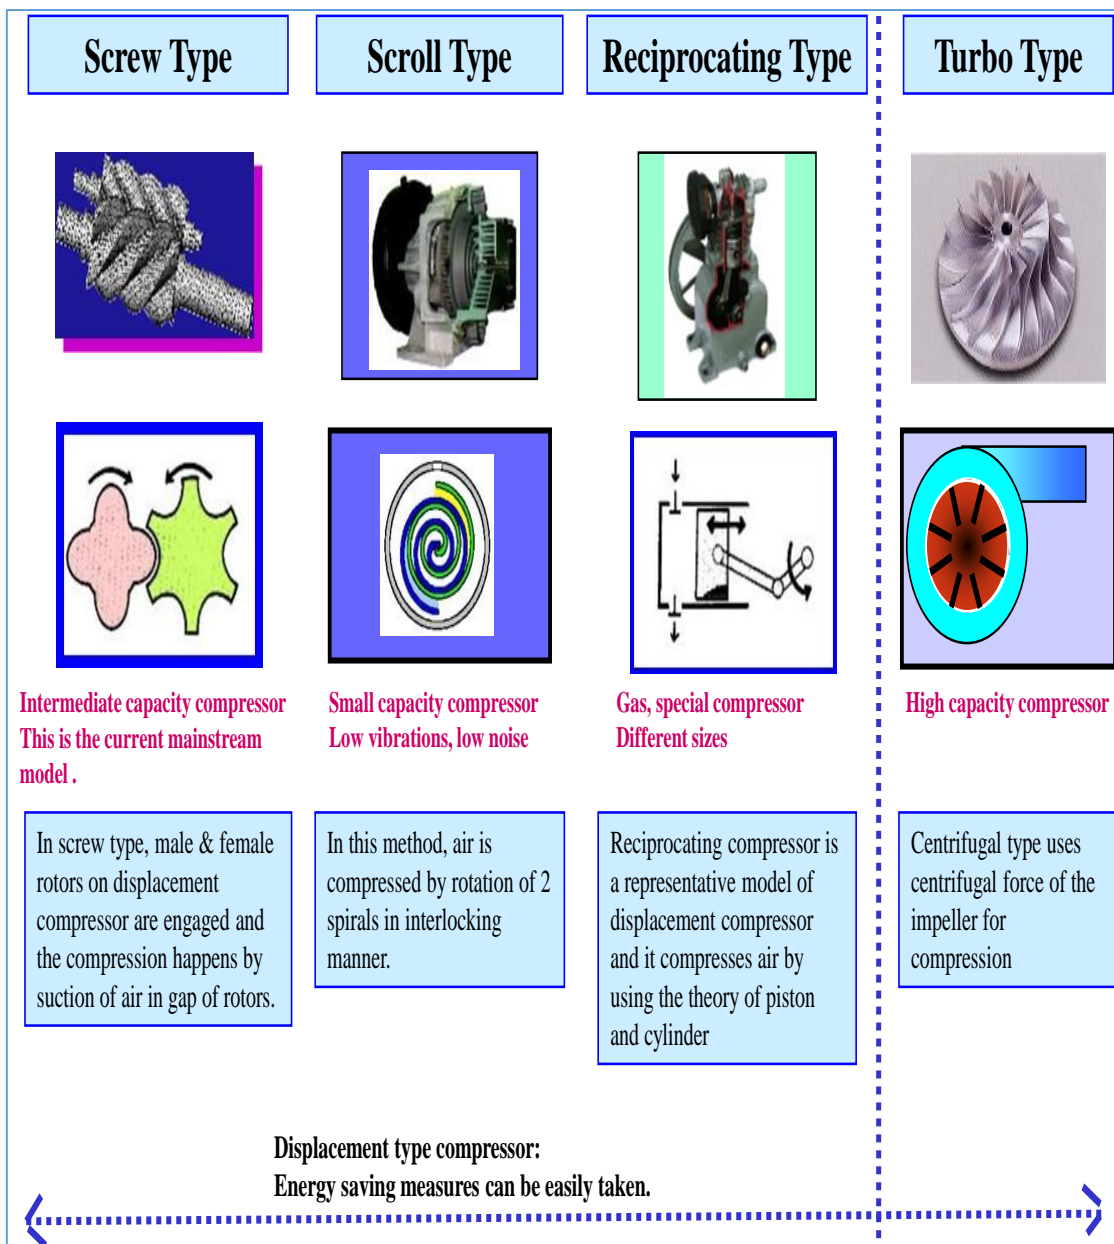 Screw Type
Scroll Type
Reciprocating Type
Turbo Type
Intermediate capacity compressor
This is the current mainstream
model .
Small capacity compressor
Low vibrations, low noise
Gas, special compressor
Different sizes
High capacity compressor
In screw type, male & female
rotors on displacement
compressor are engaged and
the compression happens by
suction of air in gap of rotors.
In this method, air is
compressed by rotation of 2
spirals in interlocking
manner.
Reciprocating compressor is
a representative model of
displacement compressor
and it compresses air by
using the theory of piston
and cylinder
Centrifugal type uses
centrifugal force of the
impeller for
compression
Displacement type compressor:
Energy saving measures can be easily taken.